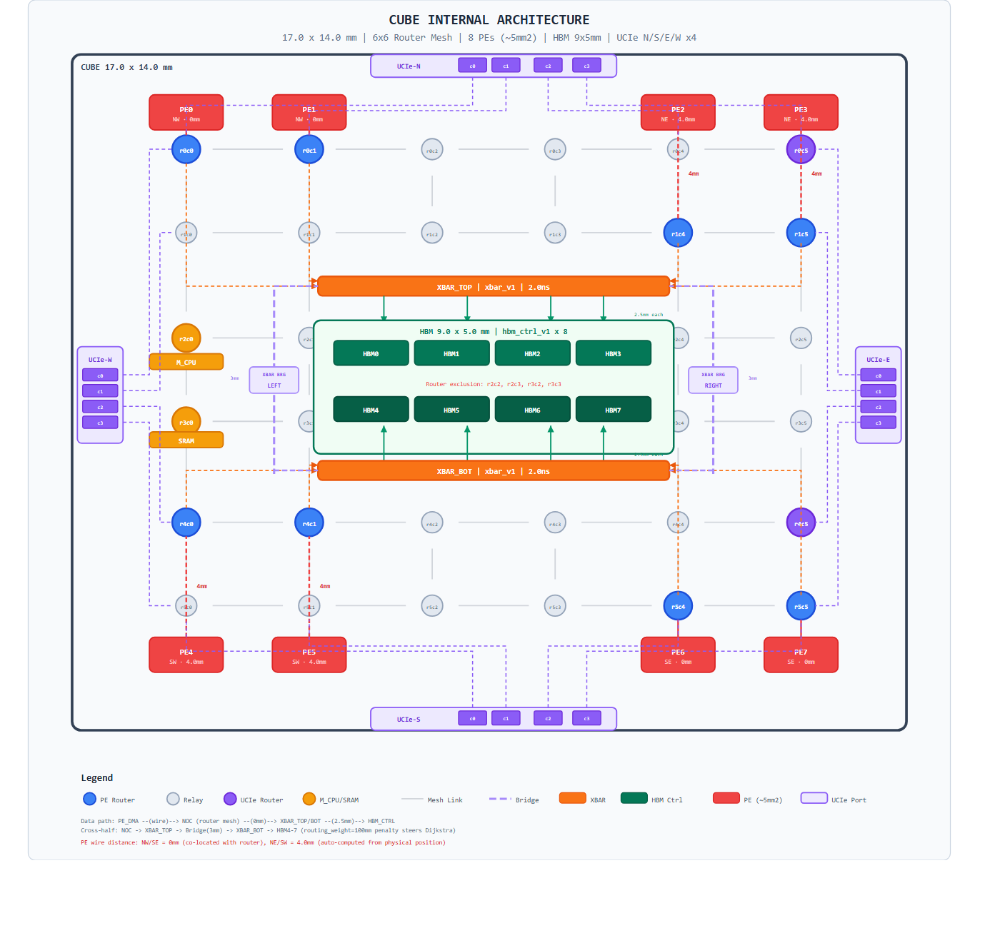 CUBE INTERNAL ARCHITECTURE
17.0 x 14.0 mm | 6x6 Router Mesh | 8 PEs (~5mm2) | HBM 9x5mm | UCIe N/S/E/W x4
CUBE 17.0 x 14.0 mm
UCIe-N c0 c1 c2 c3
PE0 PE1 PE2 PE3
NW · 0mm NW · 0mm NE · 4.0mm NE · 4.0mm
r0c0 r0c1 r0c2 r0c3 r0c4 r0c5
4mm 4mm
r1c0 r1c1 r1c2 r1c3 r1c4 r1c5
XBAR_TOP | xbar_v1 | 2.0ns
2.5mm each
HBM 9.0 x 5.0 mm | hbm_ctrl_v1 x 8
r2c0 r2c4 r2c5
M_CPU
HBM0 HBM1 HBM2 HBM3
UCIe-W
c0
c1
c2
c3
3mm
XBAR BRG
LEFT
Router exclusion: r2c2, r2c3, r3c2, r3c3
XBAR BRG
RIGHT
3mm
UCIe-E
c0
c1
c2
c3
HBM4 HBM5 HBM6 HBM7
r3c0 r3c4 r3c5
SRAM
2.5mm each
XBAR_BOT | xbar_v1 | 2.0ns
r4c0 r4c1 r4c2 r4c3 r4c4 r4c5
4mm 4mm
r5c0 r5c1 r5c2 r5c3 r5c4 r5c5
PE4 PE5 PE6 PE7
SW · 4.0mm SW · 4.0mm SE · 0mm SE · 0mm
UCIe-S c0 c1 c2 c3
Legend
PE Router Relay UCIe Router M_CPU/SRAM Mesh Link Bridge XBAR HBM Ctrl PE (~5mm2) UCIe Port
Data path: PE_DMA --(wire)--> NOC (router mesh) --(0mm)--> XBAR_TOP/BOT --(2.5mm)--> HBM_CTRL
Cross-half: NOC -> XBAR_TOP -> Bridge(3mm) -> XBAR_BOT -> HBM4-7 (routing_weight=100mm penalty steers Dijkstra)
PE wire distance: NW/SE = 0mm (co-located with router), NE/SW = 4.0mm (auto-computed from physical position)